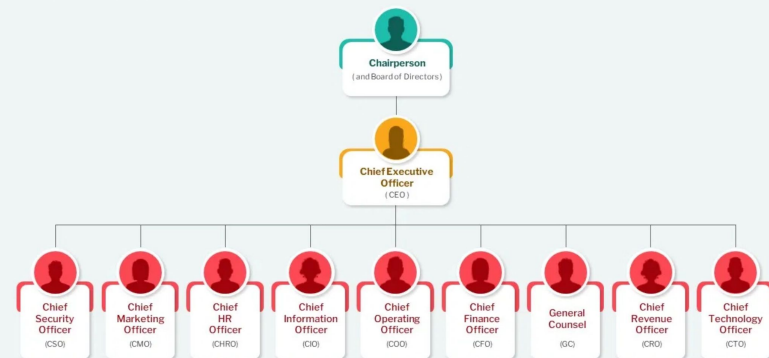 Chairperson
(and Board of Directors)
Chief Executive
Officer
(CEO)
Chief
Security
Officer
(CSO)
Chief
Marketing
Officer
(CMO)
Chief
HR
Officer
(CHRO)
Chief
Information
Officer
(CIO)
Chief
Operating
Officer
(COO)
Chief
Finance
Officer
(CFO)
General
Counsel
(GC)
Chief
Revenue
Officer
(CRO)
Chief
Technology
Officer
(CTO)